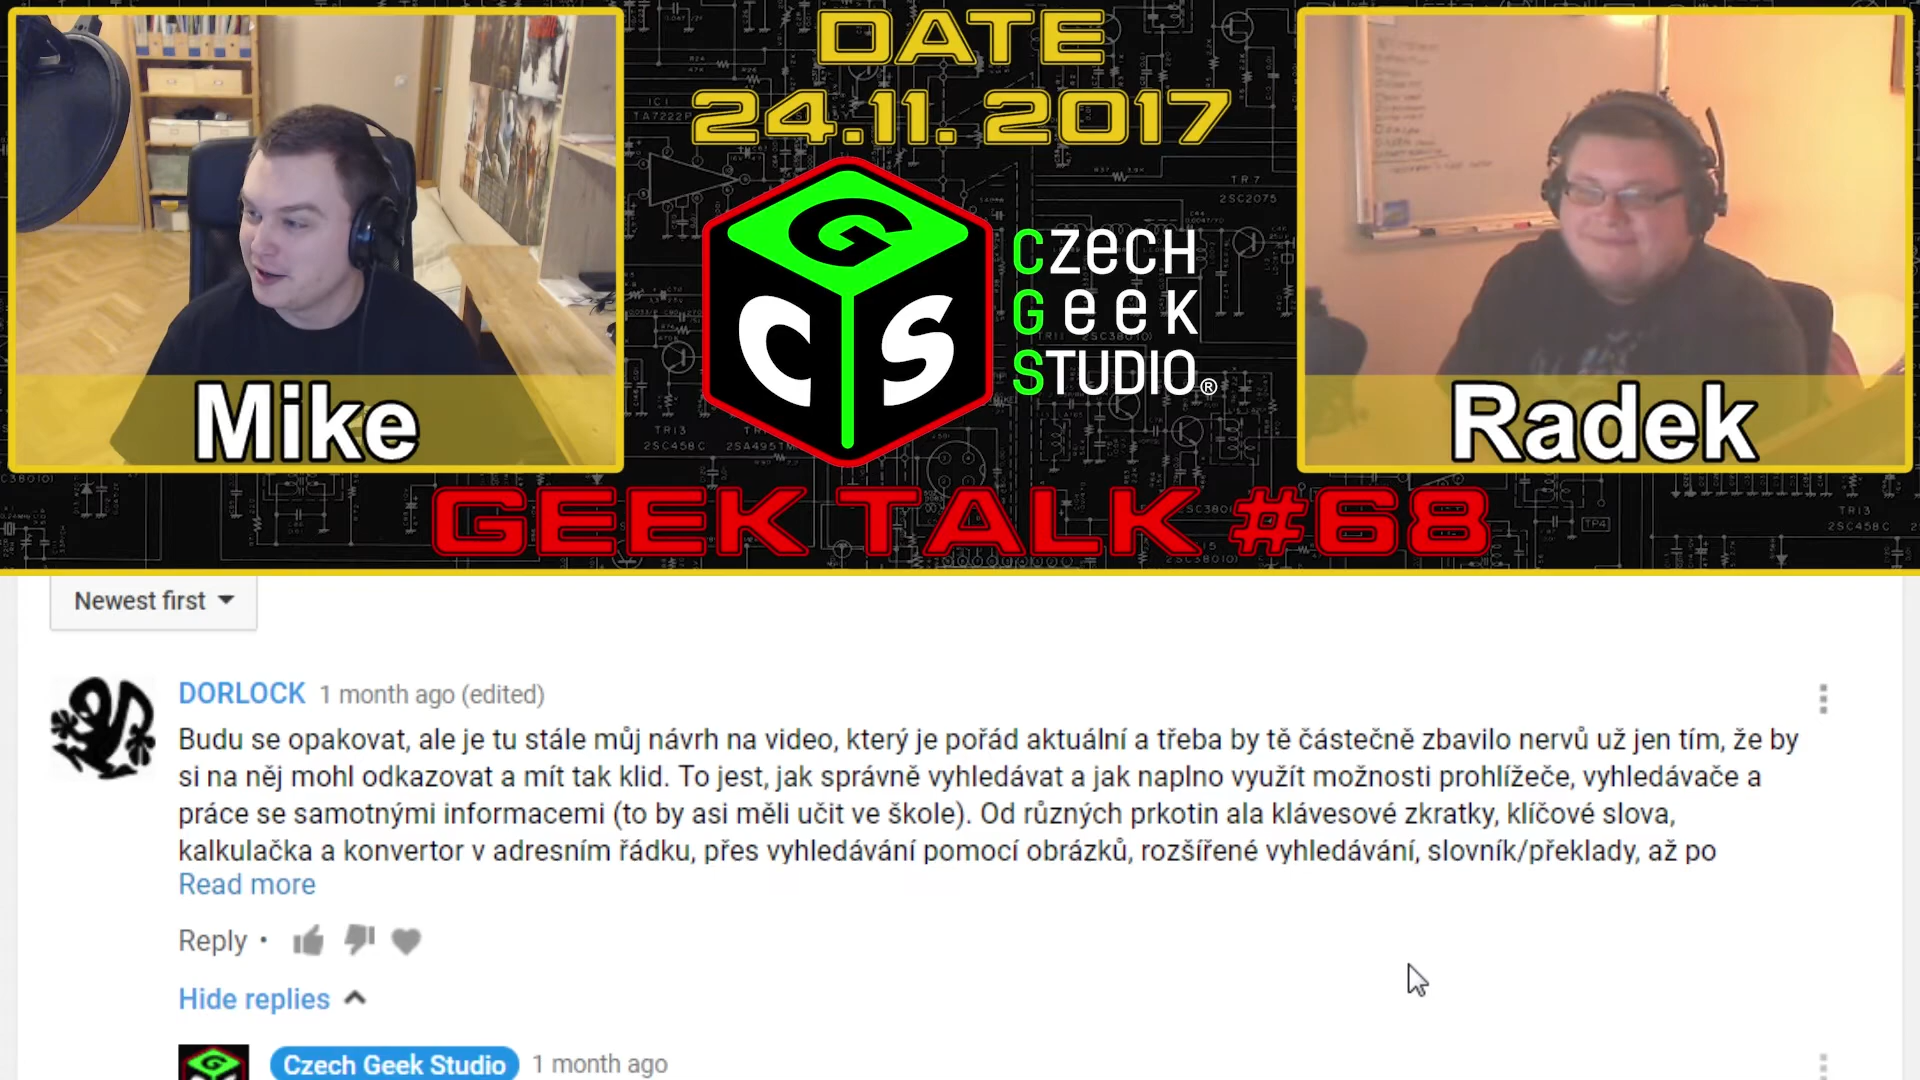 DATE
24.11. 2017
G
C S
CZECH
GEEK
STUDIO®
Mike
Radek
GEEK TALK #68
Newest first
DORLOCK 1 month ago (edited)
Budu se opakovat, ale je tu stále můj návrh na video, který je pořád aktuální a třeba by tě částečně zbavilo nervů už jen tím, že by
si na něj mohl odkazovat a mít tak klid. To jest, jak správně vyhledávat a jak naplno využít možnosti prohlížeče, vyhledávače a
práce se samotnými informacemi (to by asi měli učit ve škole). Od různých prkotin ala klávesové zkratky, klíčové slova,
kalkulačka a konvertor v adresním řádku, přes vyhledávání pomocí obrázků, rozšířené vyhledávání, slovník/překlady, až po
Read more
Reply •
Hide replies
Czech Geek Studio 1 month ago